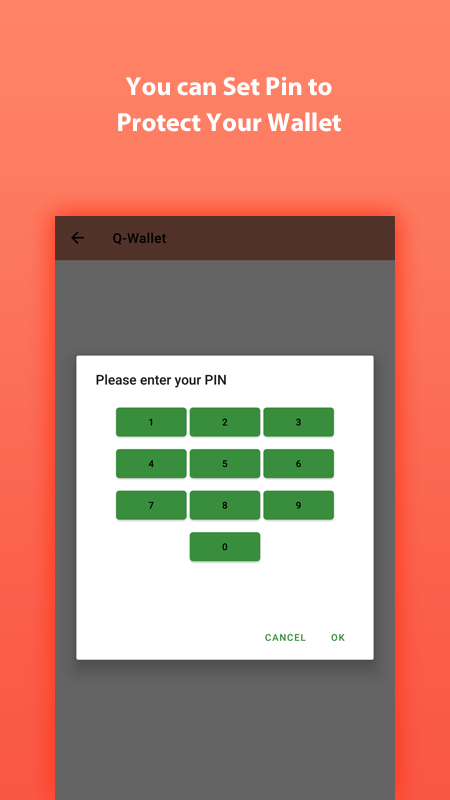 You can Set Pin to
Protect Your Wallet
Q-Wallet
Please enter your PIN
1 2 3
4 5 6
7 8 9
0
CANCEL OK